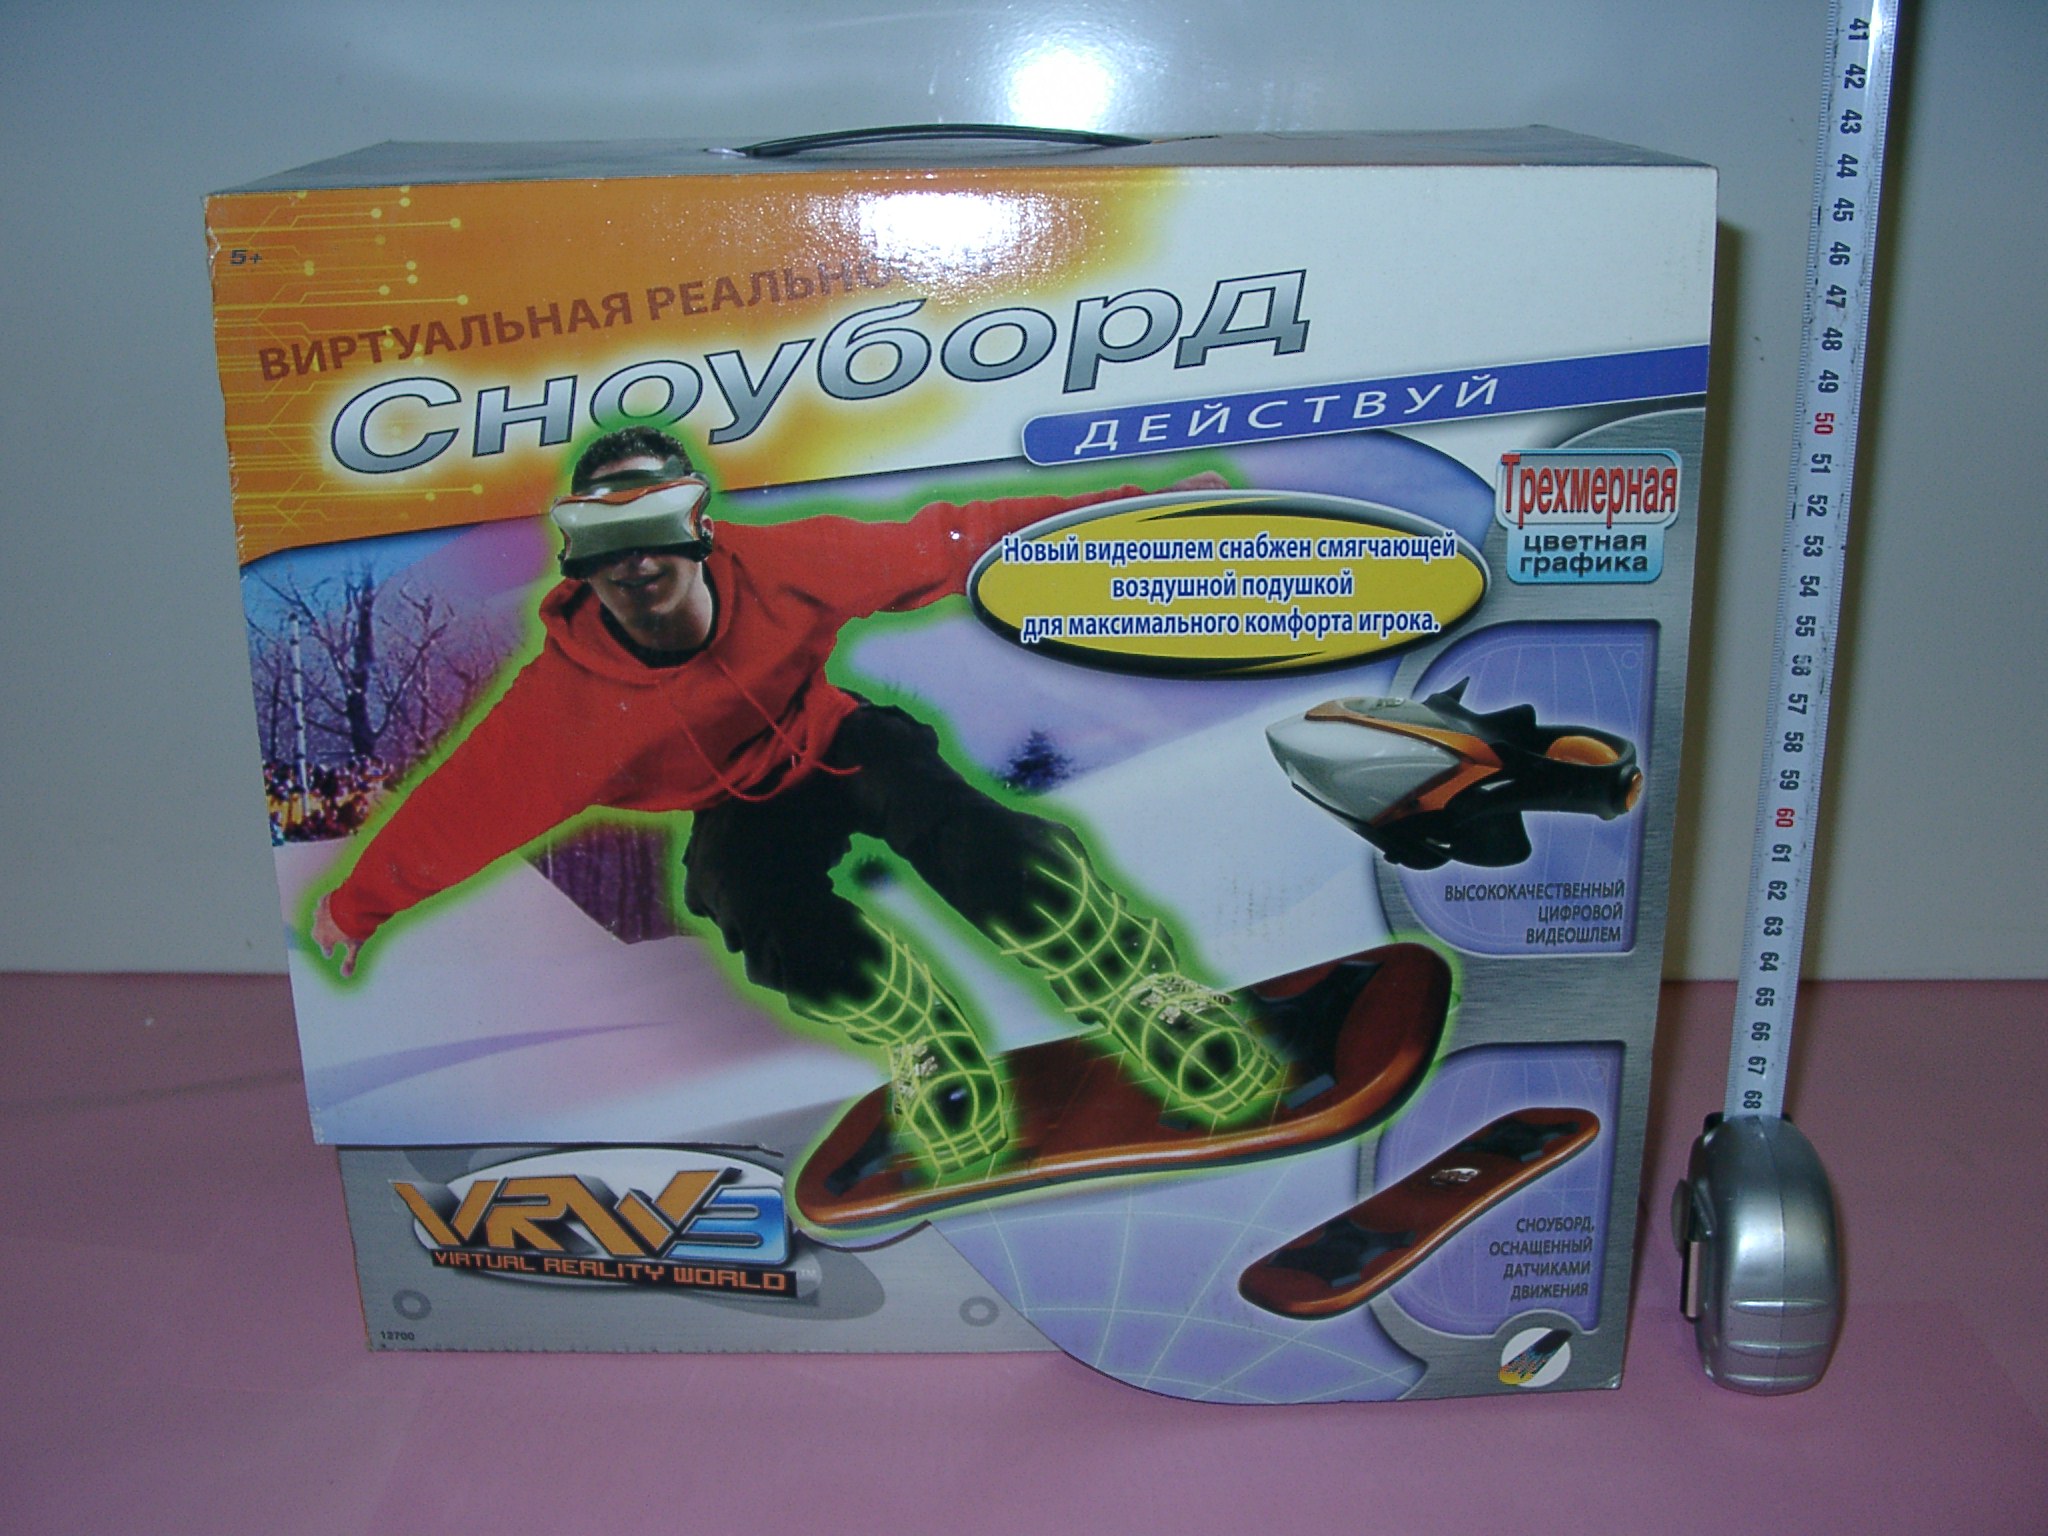 5+
ВИРТУАЛЬНАЯ
Сноуборд
ДЕЙСТВУЙ
Трехмерная
цветная
графика
Новый видеошлем снабжен смягчающей
воздушной подушкой
для максимального комфорта игрока.
ВЫСОКОКАЧЕСТВЕННЫЙ
ЦИФРОВОЙ
ВИДЕОШЛЕМ
СНОУБОРД,
ОСНАЩЕННЫЙ
ДАТЧИКАМИ
ДВИЖЕНИЯ
VRW3
VIRTUAL REALITY WORLD™
12700
41
42
43
44
45
46
47
48
49
50
51
52
53
54
55
56
57
58
59
60
61
62
63
64
65
66
67
68